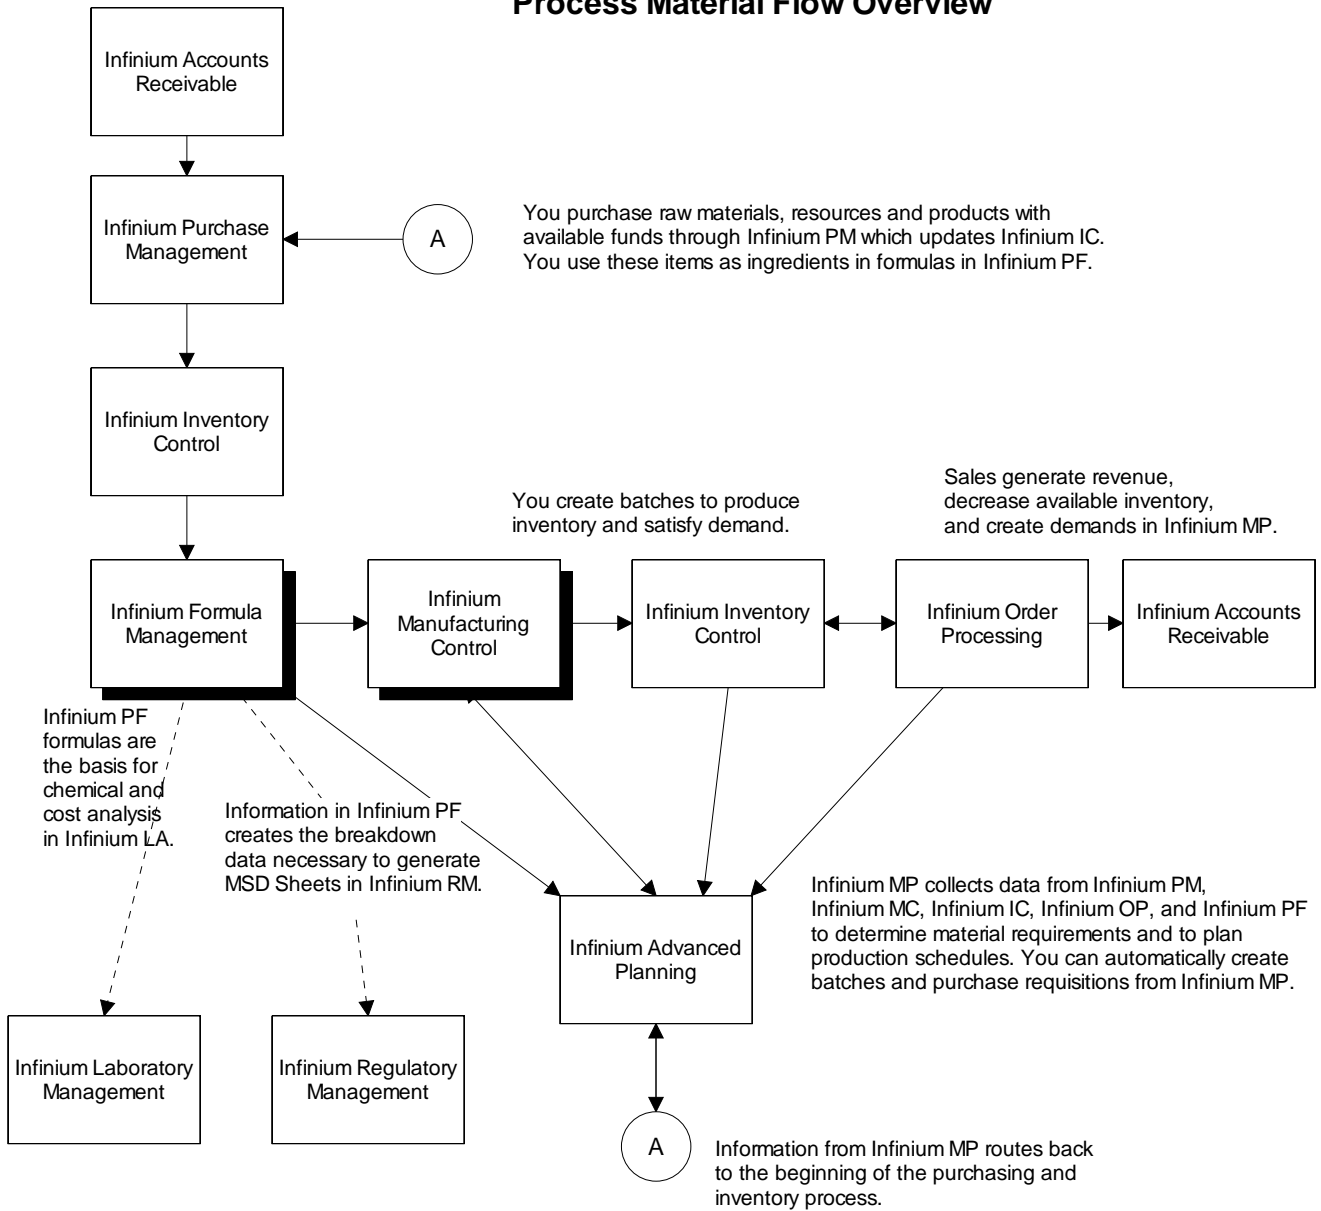 Process Material Flow Overview
Infinium Accounts
Receivable
Infinium Purchase
Management
A
You purchase raw materials, resources and products with
available funds through Infinium PM which updates Infinium IC.
You use these items as ingredients in formulas in Infinium PF.
Infinium Inventory
Control
You create batches to produce
inventory and satisfy demand.
Sales generate revenue,
decrease available inventory,
and create demands in Infinium MP.
Infinium Formula
Management
Infinium
Manufacturing
Control
Infinium Inventory
Control
Infinium Order
Processing
Infinium Accounts
Receivable
Infinium PF
formulas are
the basis for
chemical and
cost analysis
in Infinium LA.
Information in Infinium PF
creates the breakdown
data necessary to generate
MSD Sheets in Infinium RM.
Infinium Advanced
Planning
Infinium MP collects data from Infinium PM,
Infinium MC, Infinium IC, Infinium OP, and Infinium PF
to determine material requirements and to plan
production schedules. You can automatically create
batches and purchase requisitions from Infinium MP.
Infinium Laboratory
Management
Infinium Regulatory
Management
A
Information from Infinium MP routes back
to the beginning of the purchasing and
inventory process.